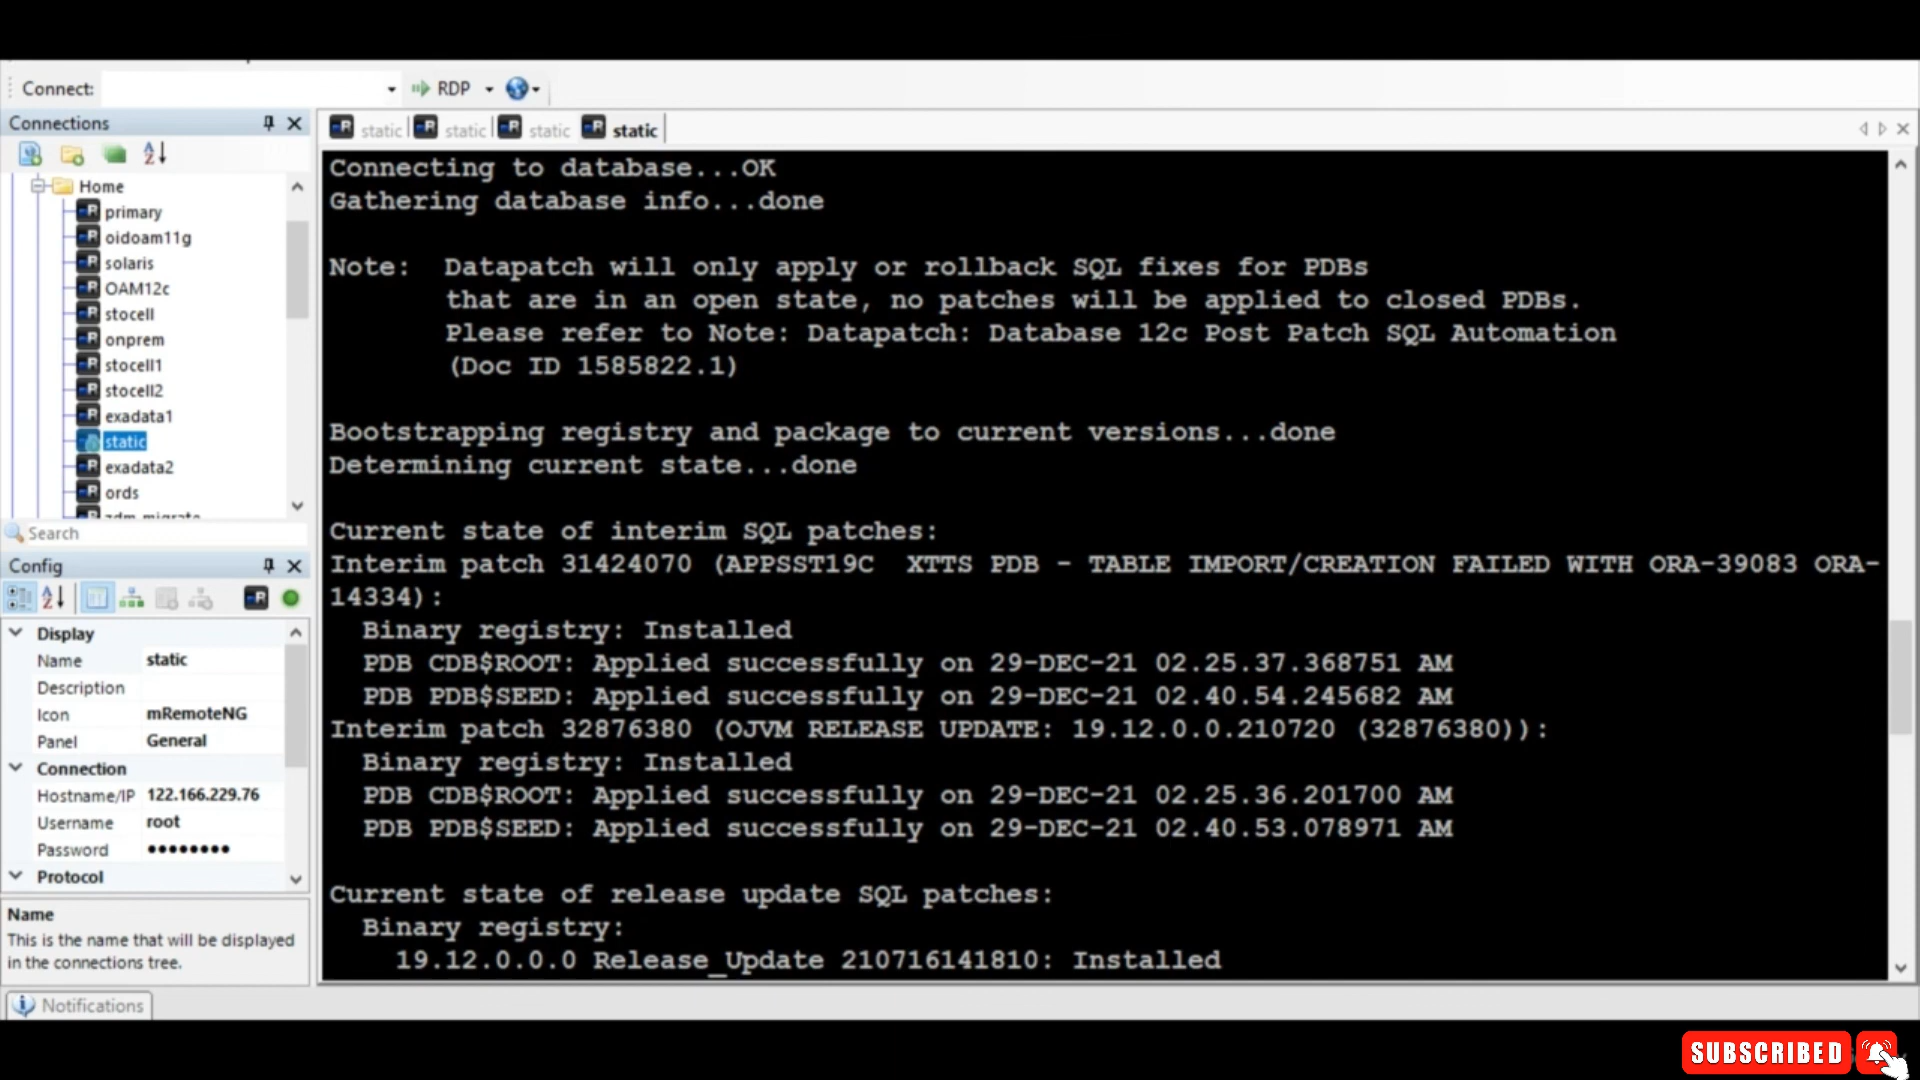 Connect:
RDP
Connections
static
static
static
static
Home
primary
oidoam11g
solaris
OAM12c
stocell
onprem
stocell1
stocell2
exadata1
static
exadata2
ords
zdm_migrate
Search
Config
Display
Name static
Description
Icon mRemoteNG
Panel General
Connection
Hostname/IP 122.166.229.76
Username root
Password ●●●●●●●●
Protocol
Name
This is the name that will be displayed
in the connections tree.
Notifications
Connecting to database...OK
Gathering database info...done
Note:  Datapatch will only apply or rollback SQL fixes for PDBs
that are in an open state, no patches will be applied to closed PDBs.
Please refer to Note: Datapatch: Database 12c Post Patch SQL Automation
(Doc ID 1585822.1)
Bootstrapping registry and package to current versions...done
Determining current state...done
Current state of interim SQL patches:
Interim patch 31424070 (APPSST19C  XTTS PDB - TABLE IMPORT/CREATION FAILED WITH ORA-39083 ORA-
14334):
Binary registry: Installed
PDB CDB$ROOT: Applied successfully on 29-DEC-21 02.25.37.368751 AM
PDB PDB$SEED: Applied successfully on 29-DEC-21 02.40.54.245682 AM
Interim patch 32876380 (OJVM RELEASE UPDATE: 19.12.0.0.210720 (32876380)):
Binary registry: Installed
PDB CDB$ROOT: Applied successfully on 29-DEC-21 02.25.36.201700 AM
PDB PDB$SEED: Applied successfully on 29-DEC-21 02.40.53.078971 AM
Current state of release update SQL patches:
Binary registry:
19.12.0.0.0 Release_Update 210716141810: Installed
SUBSCRIBED